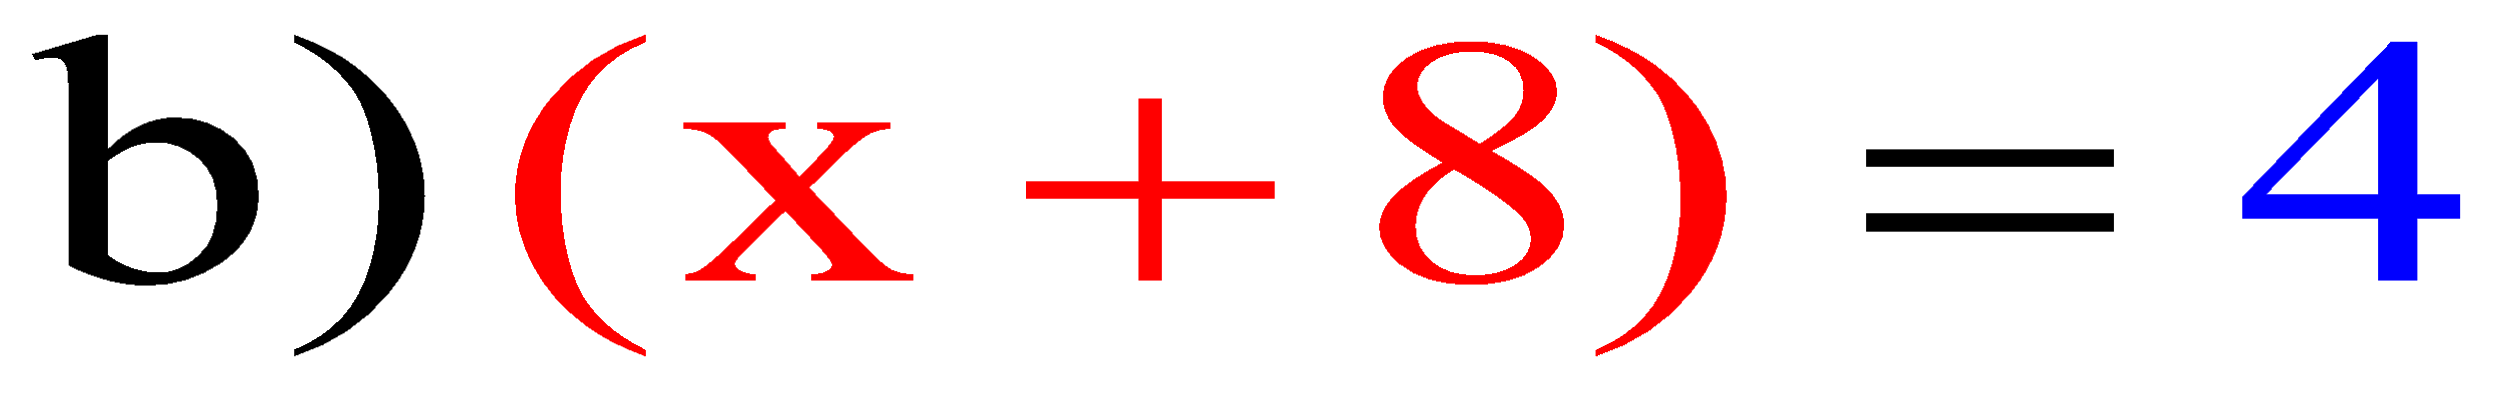 b) (x + 8) = 4